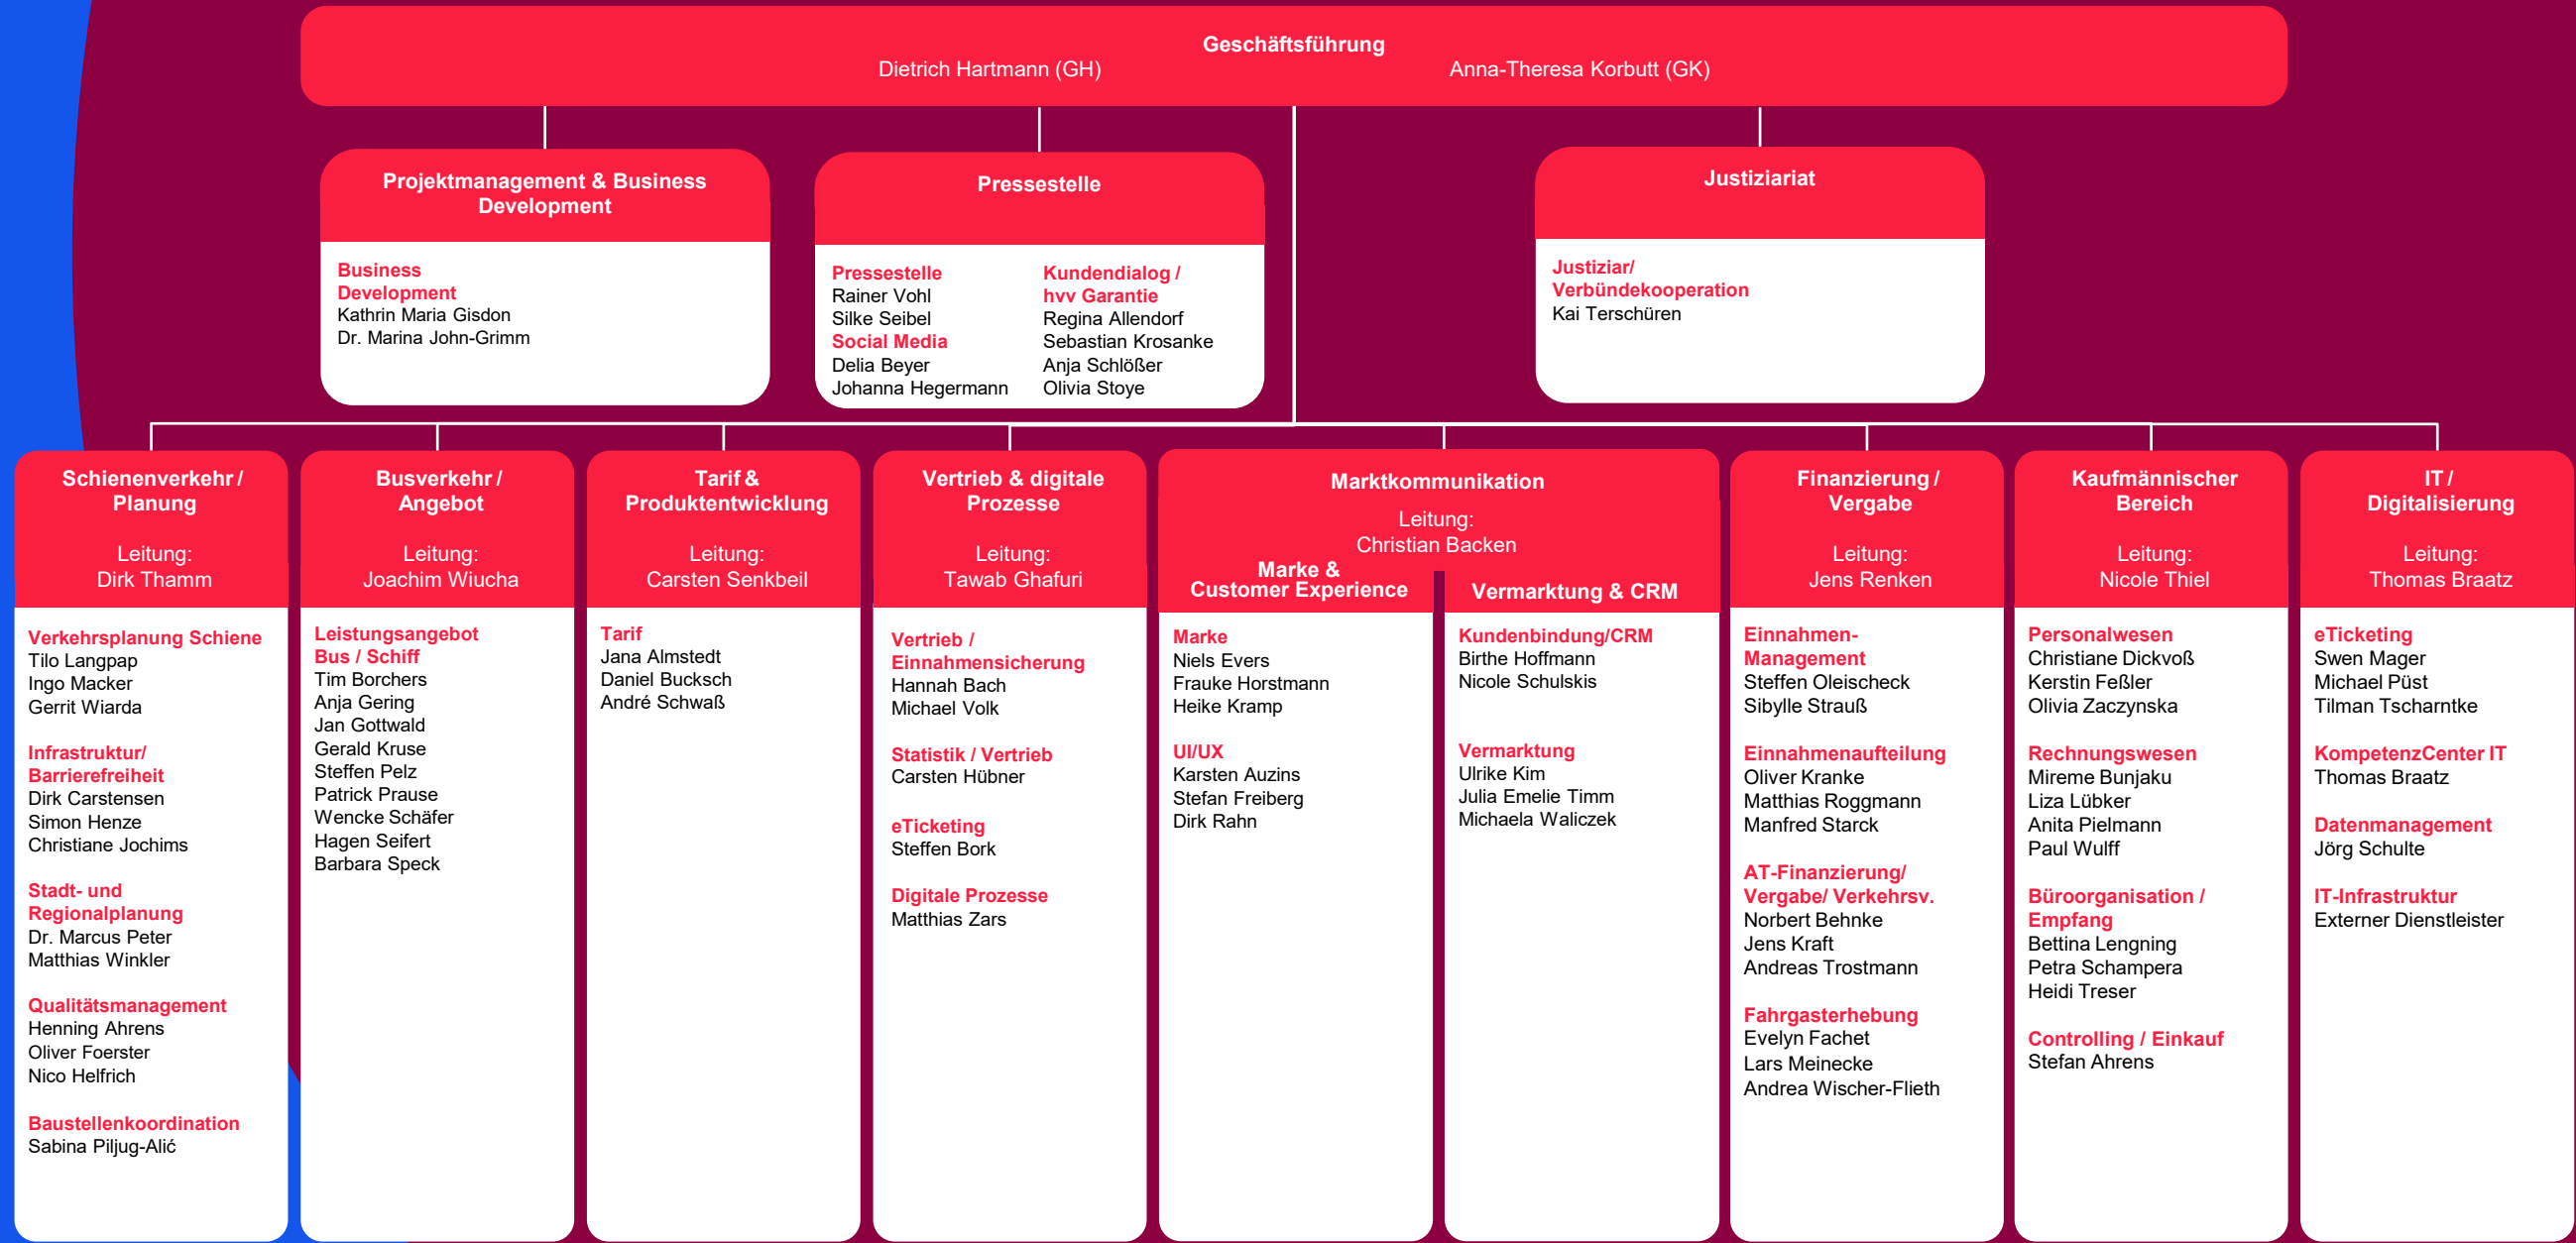 Geschäftsführung
Dietrich Hartmann (GH)
Anna-Theresa Korbutt (GK)
Projektmanagement & Business
Development
Business
Development
Kathrin Maria Gisdon
Dr. Marina John-Grimm
Pressestelle
Pressestelle
Rainer Vohl
Silke Seibel
Social Media
Delia Beyer
Johanna Hegermann
Kundendialog /
hvv Garantie
Regina Allendorf
Sebastian Krosanke
Anja Schlößer
Olivia Stoye
Justiziariat
Justiziar/
Verbündekooperation
Kai Terschüren
Schienenverkehr /
Planung
Leitung:
Dirk Thamm
Verkehrsplanung Schiene
Tilo Langpap
Ingo Macker
Gerrit Wiarda
Infrastruktur/
Barrierefreiheit
Dirk Carstensen
Simon Henze
Christiane Jochims
Stadt- und
Regionalplanung
Dr. Marcus Peter
Matthias Winkler
Qualitätsmanagement
Henning Ahrens
Oliver Foerster
Nico Helfrich
Baustellenkoordination
Sabina Piljug-Alić
Busverkehr /
Angebot
Leitung:
Joachim Wiucha
Leistungsangebot
Bus / Schiff
Tim Borchers
Anja Gering
Jan Gottwald
Gerald Kruse
Steffen Pelz
Patrick Prause
Wencke Schäfer
Hagen Seifert
Barbara Speck
Tarif &
Produktentwicklung
Leitung:
Carsten Senkbeil
Tarif
Jana Almstedt
Daniel Bucksch
André Schwaß
Vertrieb & digitale
Prozesse
Leitung:
Tawab Ghafuri
Vertrieb /
Einnahmensicherung
Hannah Bach
Michael Volk
Statistik / Vertrieb
Carsten Hübner
eTicketing
Steffen Bork
Digitale Prozesse
Matthias Zars
Marktkommunikation
Leitung:
Christian Backen
Marke &
Customer Experience
Marke
Niels Evers
Frauke Horstmann
Heike Kramp
UI/UX
Karsten Auzins
Stefan Freiberg
Dirk Rahn
Vermarktung & CRM
Kundenbindung/CRM
Birthe Hoffmann
Nicole Schulskis
Vermarktung
Ulrike Kim
Julia Emelie Timm
Michaela Waliczek
Finanzierung /
Vergabe
Leitung:
Jens Renken
Einnahmen-
Management
Steffen Oleischeck
Sibylle Strauß
Einnahmenaufteilung
Oliver Kranke
Matthias Roggmann
Manfred Starck
AT-Finanzierung/
Vergabe/ Verkehrsv.
Norbert Behnke
Jens Kraft
Andreas Trostmann
Fahrgasterhebung
Evelyn Fachet
Lars Meinecke
Andrea Wischer-Flieth
Kaufmännischer
Bereich
Leitung:
Nicole Thiel
Personalwesen
Christiane Dickvoß
Kerstin Feßler
Olivia Zaczynska
Rechnungswesen
Mireme Bunjaku
Liza Lübker
Anita Pielmann
Paul Wulff
Büroorganisation /
Empfang
Bettina Lengning
Petra Schampera
Heidi Treser
Controlling / Einkauf
Stefan Ahrens
IT /
Digitalisierung
Leitung:
Thomas Braatz
eTicketing
Swen Mager
Michael Püst
Tilman Tscharntke
KompetenzCenter IT
Thomas Braatz
Datenmanagement
Jörg Schulte
IT-Infrastruktur
Externer Dienstleister